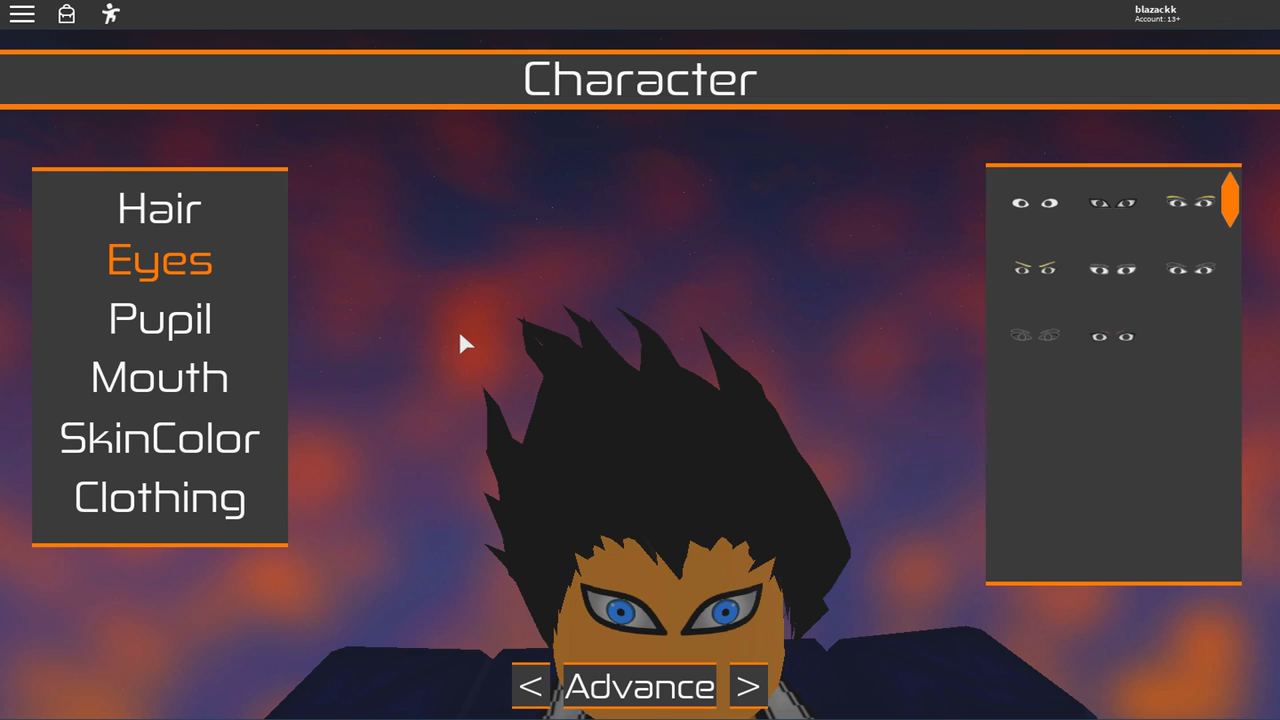 blazackk
Account: 13+
Character
Hair
Eyes
Pupil
Mouth
SkinColor
Clothing
< Advance >